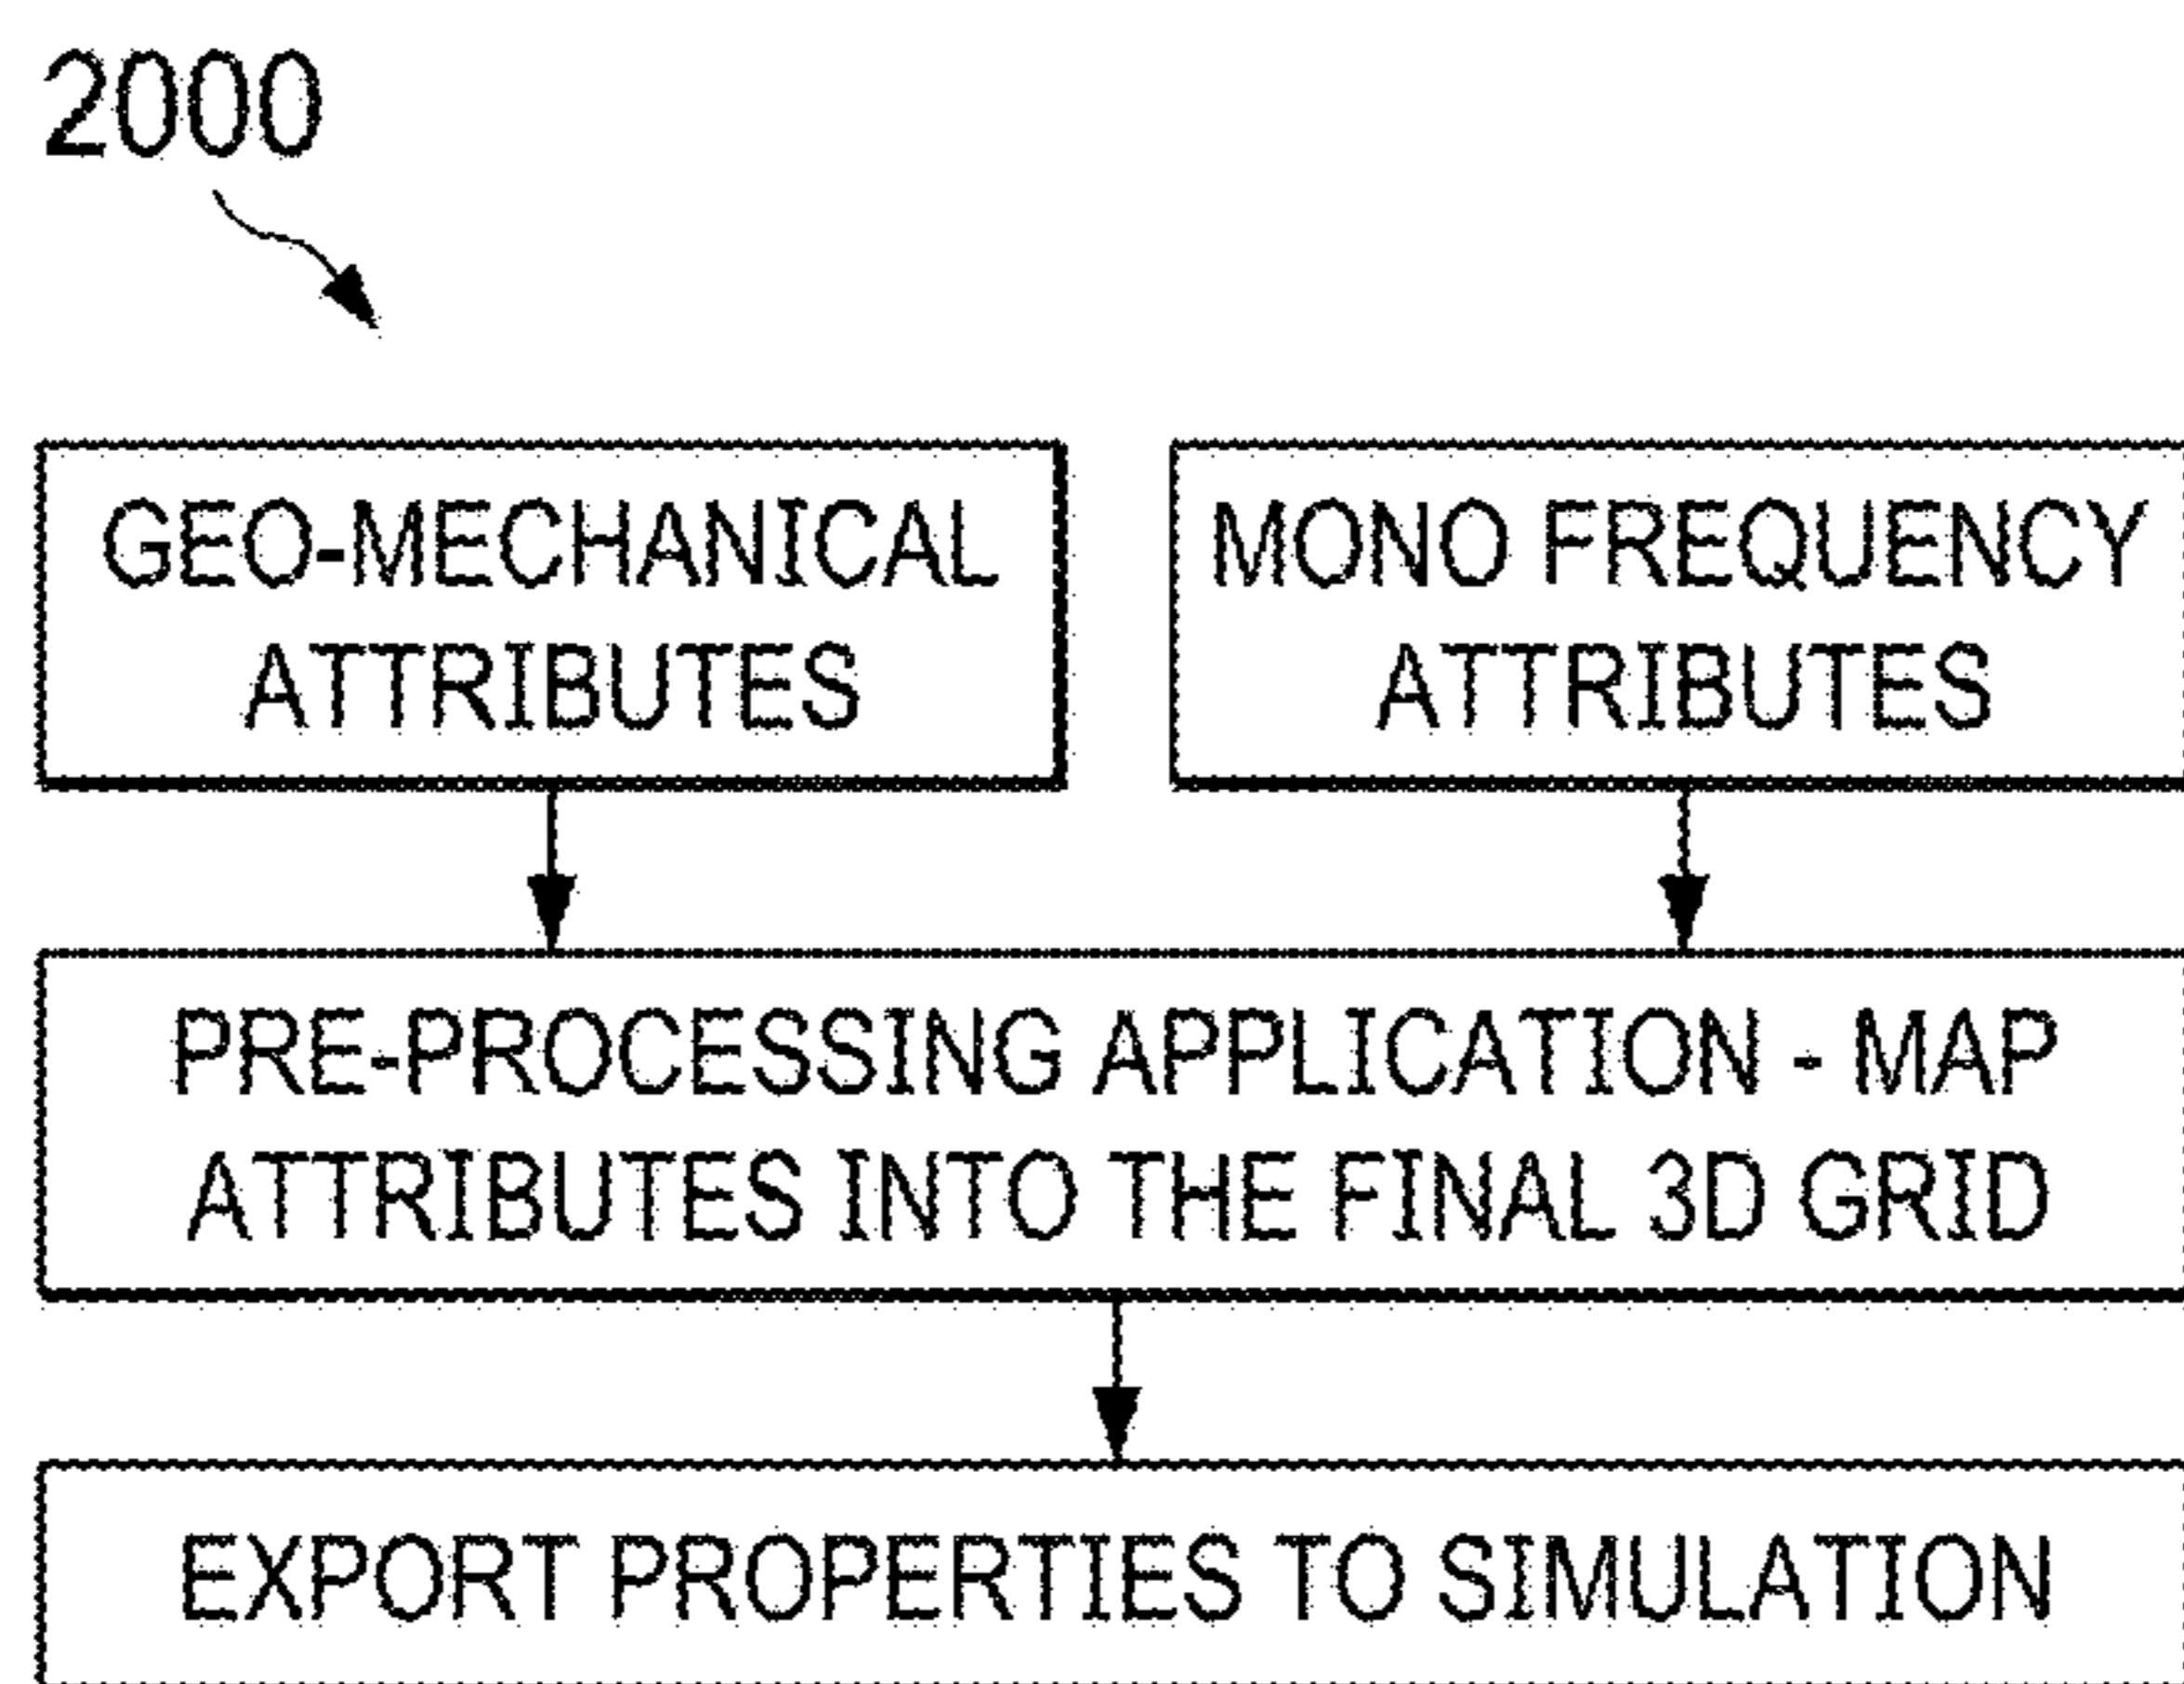 2000
GEO-MECHANICAL
ATTRIBUTES
MONO FREQUENCY
ATTRIBUTES
PRE-PROCESSING APPLICATION - MAP
ATTRIBUTES INTO THE FINAL 3D GRID
EXPORT PROPERTIES TO SIMULATION